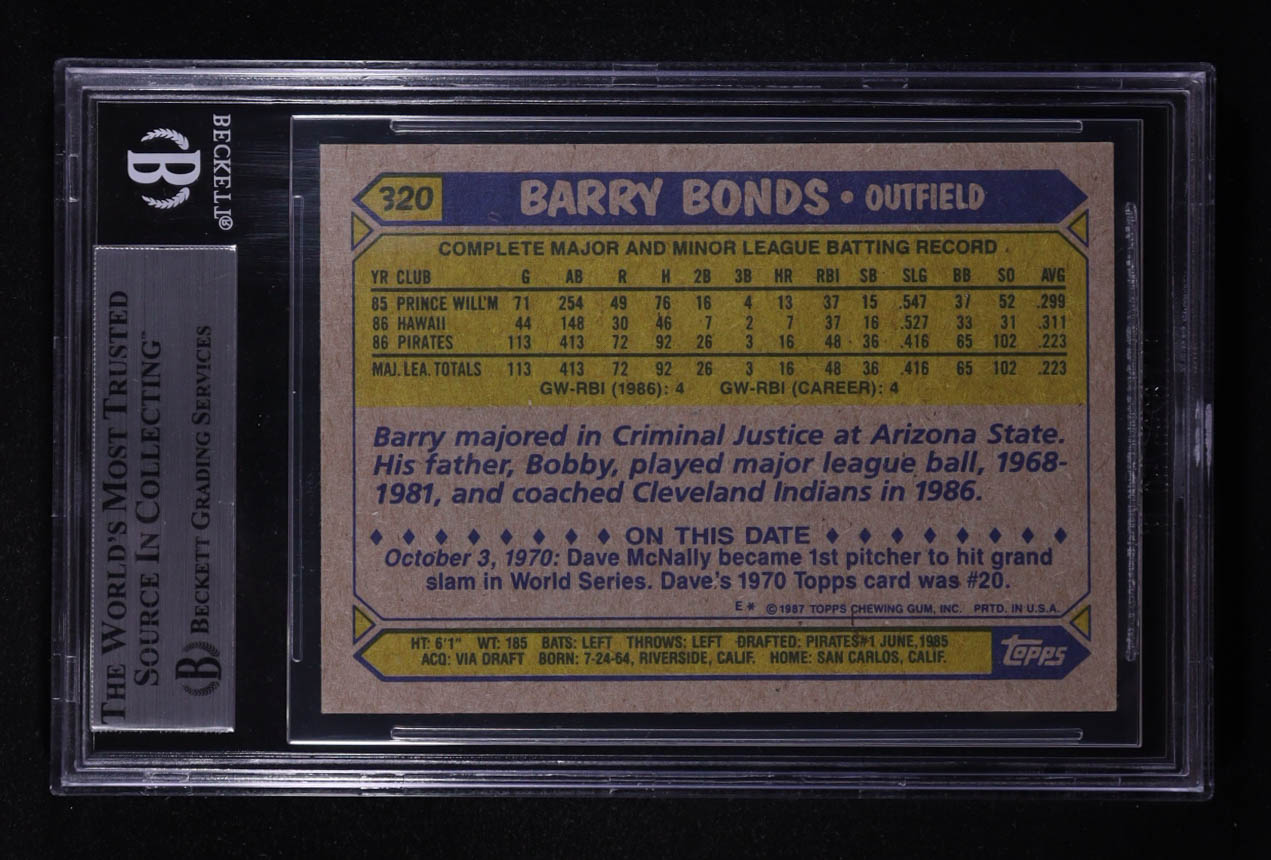 BECKETT®
B
THE WORLD'S MOST TRUSTED
SOURCE IN COLLECTING™
B BECKETT GRADING SERVICES
320 BARRY BONDS • OUTFIELD
COMPLETE MAJOR AND MINOR LEAGUE BATTING RECORD
YR CLUB G AB R H 2B 3B HR RBI SB SLG BB SO AVG
85 PRINCE WILL'M 71 254 49 76 16 4 13 37 15 .547 37 52 .299
86 HAWAII 44 148 30 46 7 2 7 37 16 .527 33 31 .311
86 PIRATES 113 413 72 92 26 3 16 48 36 .416 65 102 .223
MAJ. LEA. TOTALS 113 413 72 92 26 3 16 48 36 .416 65 102 .223
GW-RBI (1986): 4 GW-RBI (CAREER): 4
Barry majored in Criminal Justice at Arizona State.
His father, Bobby, played major league ball, 1968-
1981, and coached Cleveland Indians in 1986.
♦ ♦ ♦ ♦ ♦ ♦ ♦ ♦ ON THIS DATE ♦ ♦ ♦ ♦ ♦ ♦ ♦ ♦
October 3, 1970: Dave McNally became 1st pitcher to hit grand
slam in World Series. Dave's 1970 Topps card was #20.
E* ©1987 TOPPS CHEWING GUM, INC. PRTD. IN U.S.A.
HT: 6'1" WT: 185 BATS: LEFT THROWS: LEFT DRAFTED: PIRATES#1 JUNE,1985
ACQ: VIA DRAFT BORN: 7-24-64, RIVERSIDE, CALIF. HOME: SAN CARLOS, CALIF.
TOPPS